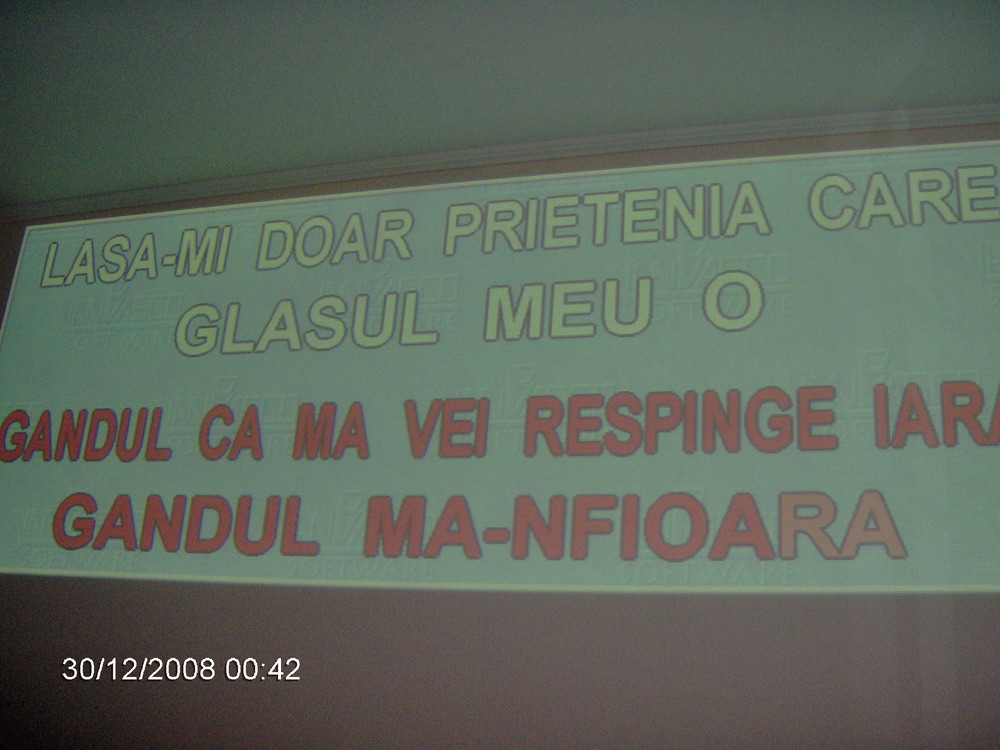 LASA-MI DOAR PRIETENIA CARE
GLASUL MEU O
GANDUL CA MA VEI RESPINGE IARA
GANDUL MA-NFIOARA
30/12/2008 00:42